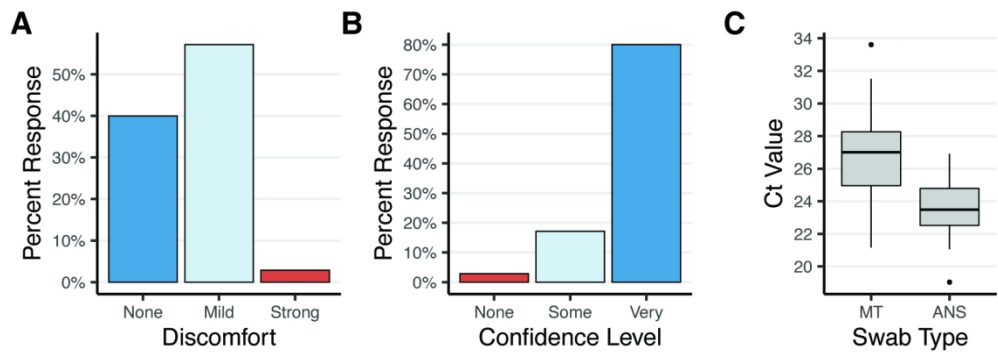 A
Percent Response
50%
40%
30%
20%
10%
0%
None Mild Strong
Discomfort
B
Percent Response
80%
70%
60%
50%
40%
30%
20%
10%
0%
None Some Very
Confidence Level
C
Ct Value
34
32
30
28
26
24
22
20
MT ANS
Swab Type